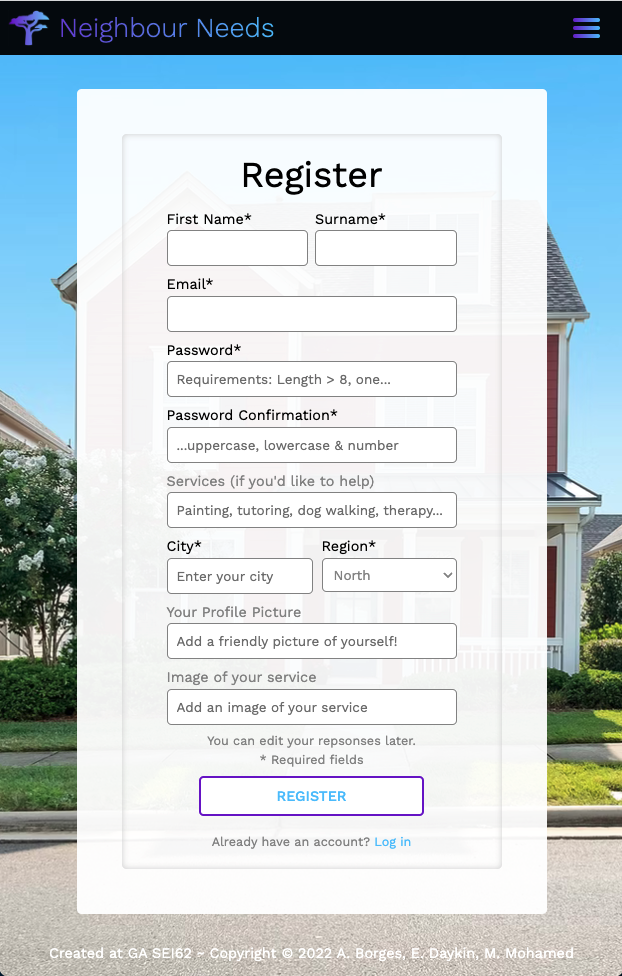 Neighbour Needs
Register
First Name* Surname*
Email*
Password*
Requirements: Length > 8, one...
Password Confirmation*
...uppercase, lowercase & number
Services (if you'd like to help)
Painting, tutoring, dog walking, therapy...
City* Region*
Enter your city North
Your Profile Picture
Add a friendly picture of yourself!
Image of your service
Add an image of your service
You can edit your repsonses later.
* Required fields
REGISTER
Already have an account? Log in
Created at GA SEI62 - Copyright © 2022 A. Borges, E. Daykin, M. Mohamed